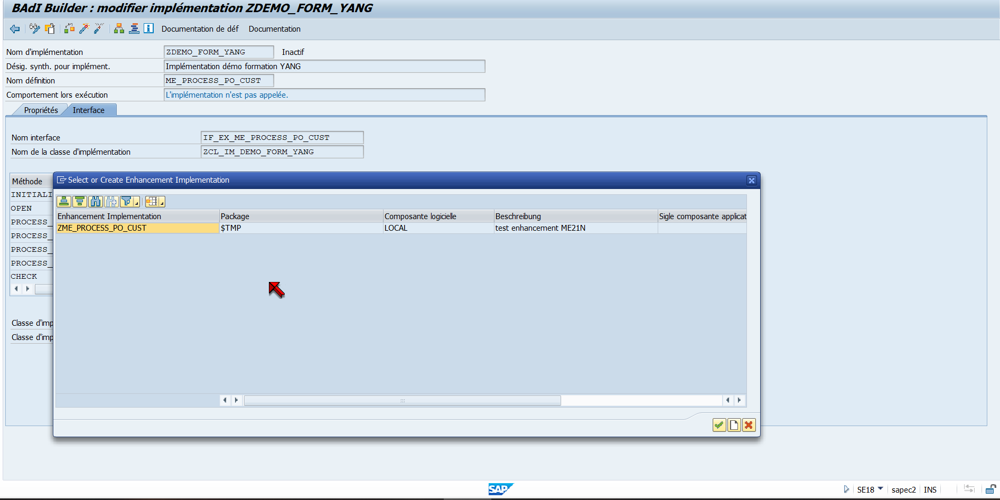 BAdI Builder : modifier implémentation ZDEMO_FORM_YANG
Documentation de déf Documentation
Nom d'implémentation ZDEMO_FORM_YANG Inactif
Désig. synth. pour implément. Implémentation démo formation YANG
Nom définition ME_PROCESS_PO_CUST
Comportement lors exécution L'implémentation n'est pas appelée.
Propriétés Interface
Nom interface IF_EX_ME_PROCESS_PO_CUST
Nom de la classe d'implémentation ZCL_IM_DEMO_FORM_YANG
Méthode
INITIALI
OPEN
PROCESS_
PROCESS_
PROCESS_
PROCESS_
CHECK
Classe d'imp
Classe d'imp
Select or Create Enhancement Implementation
Enhancement Implementation Package Composante logicielle Beschreibung Sigle composante applicat
ZME_PROCESS_PO_CUST $TMP LOCAL test enhancement ME21N
SAP SE18 sapec2 INS